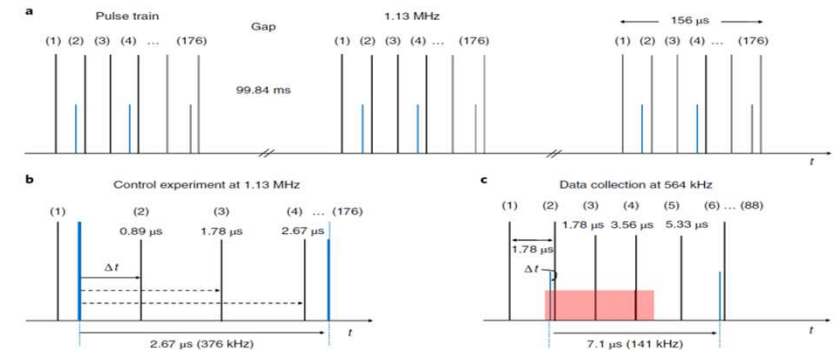 a
Pulse train
Gap
1.13 MHz
156 µs
(1) (2) (3) (4) ... (176)
(1) (2) (3) (4) ... (176)
(1) (2) (3) (4) ... (176)
99.84 ms
t
b
Control experiment at 1.13 MHz
(1) (2) (3) (4) ... (176)
0.89 µs 1.78 µs 2.67 µs
Δt
t
2.67 µs (376 kHz)
c
Data collection at 564 kHz
(1) (2) (3) (4) (5) (6) ... (88)
1.78 µs 3.56 µs 5.33 µs
1.78 µs
Δt
t
7.1 µs (141 kHz)